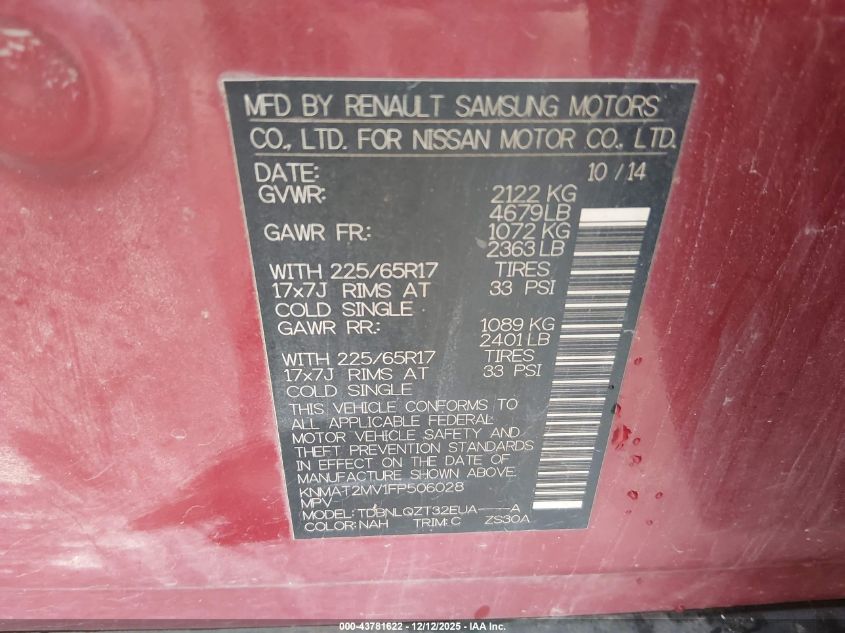 MFD BY RENAULT SAMSUNG MOTORS
CO., LTD. FOR NISSAN MOTOR CO., LTD.
DATE: 10 / 14
GVWR: 2122 KG
4679LB
GAWR FR.: 1072 KG
2363 LB
WITH 225/65R17 TIRES
17x7J RIMS AT 33 PSI
COLD SINGLE
GAWR RR.: 1089 KG
2401 LB
WITH 225/65R17 TIRES
17x7J RIMS AT 33 PSI
COLD SINGLE
THIS VEHICLE CONFORMS TO
ALL APPLICABLE FEDERAL
MOTOR VEHICLE SAFETY AND
THEFT PREVENTION STANDARDS
IN EFFECT ON THE DATE OF
MANUFACTURE SHOWN ABOVE.
KNMAT2MV1FP506028
MPV
MODEL: TDBNLQZT32EUA----A
COLOR: NAH TRIM: C ZS30A
000-43781622 - 12/12/2025 - IAA Inc.